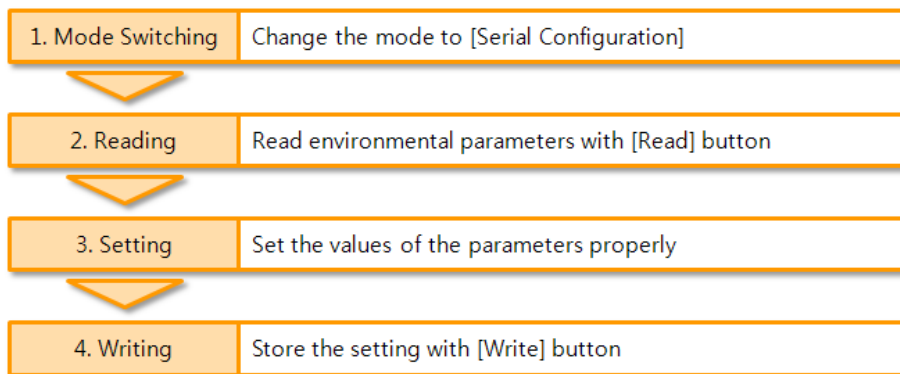 1. Mode Switching Change the mode to [Serial Configuration]
2. Reading Read environmental parameters with [Read] button
3. Setting Set the values of the parameters properly
4. Writing Store the setting with [Write] button